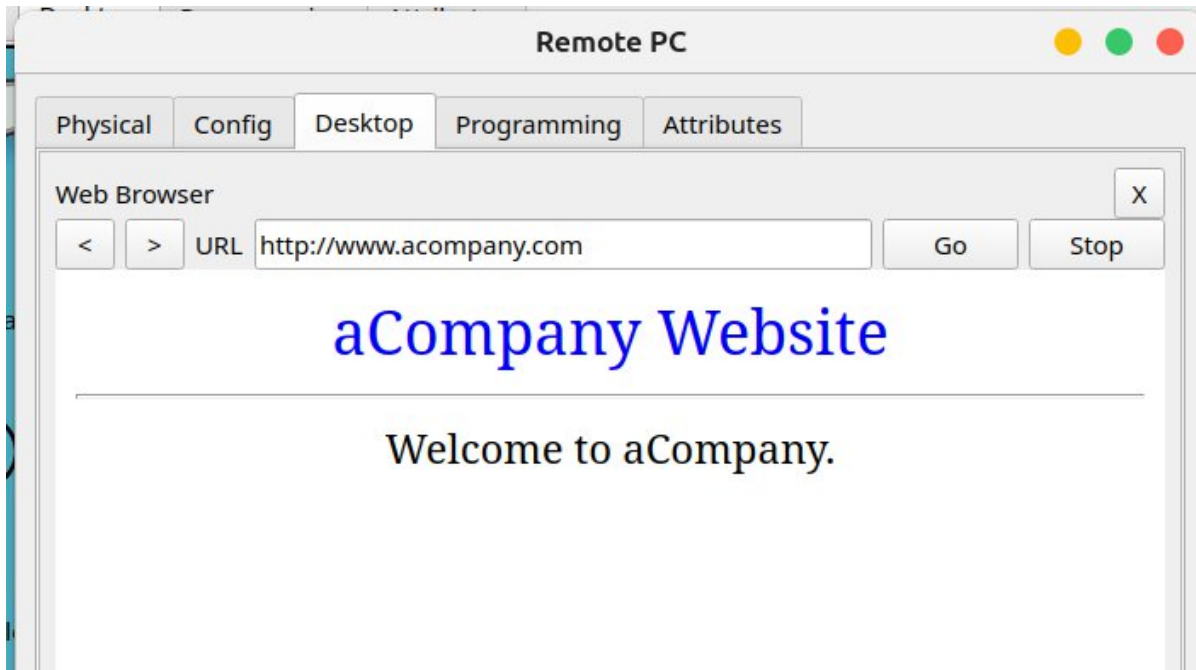 Remote PC
Physical Config Desktop Programming Attributes
Web Browser X
< > URL http://www.acompany.com Go Stop
aCompany Website
Welcome to aCompany.